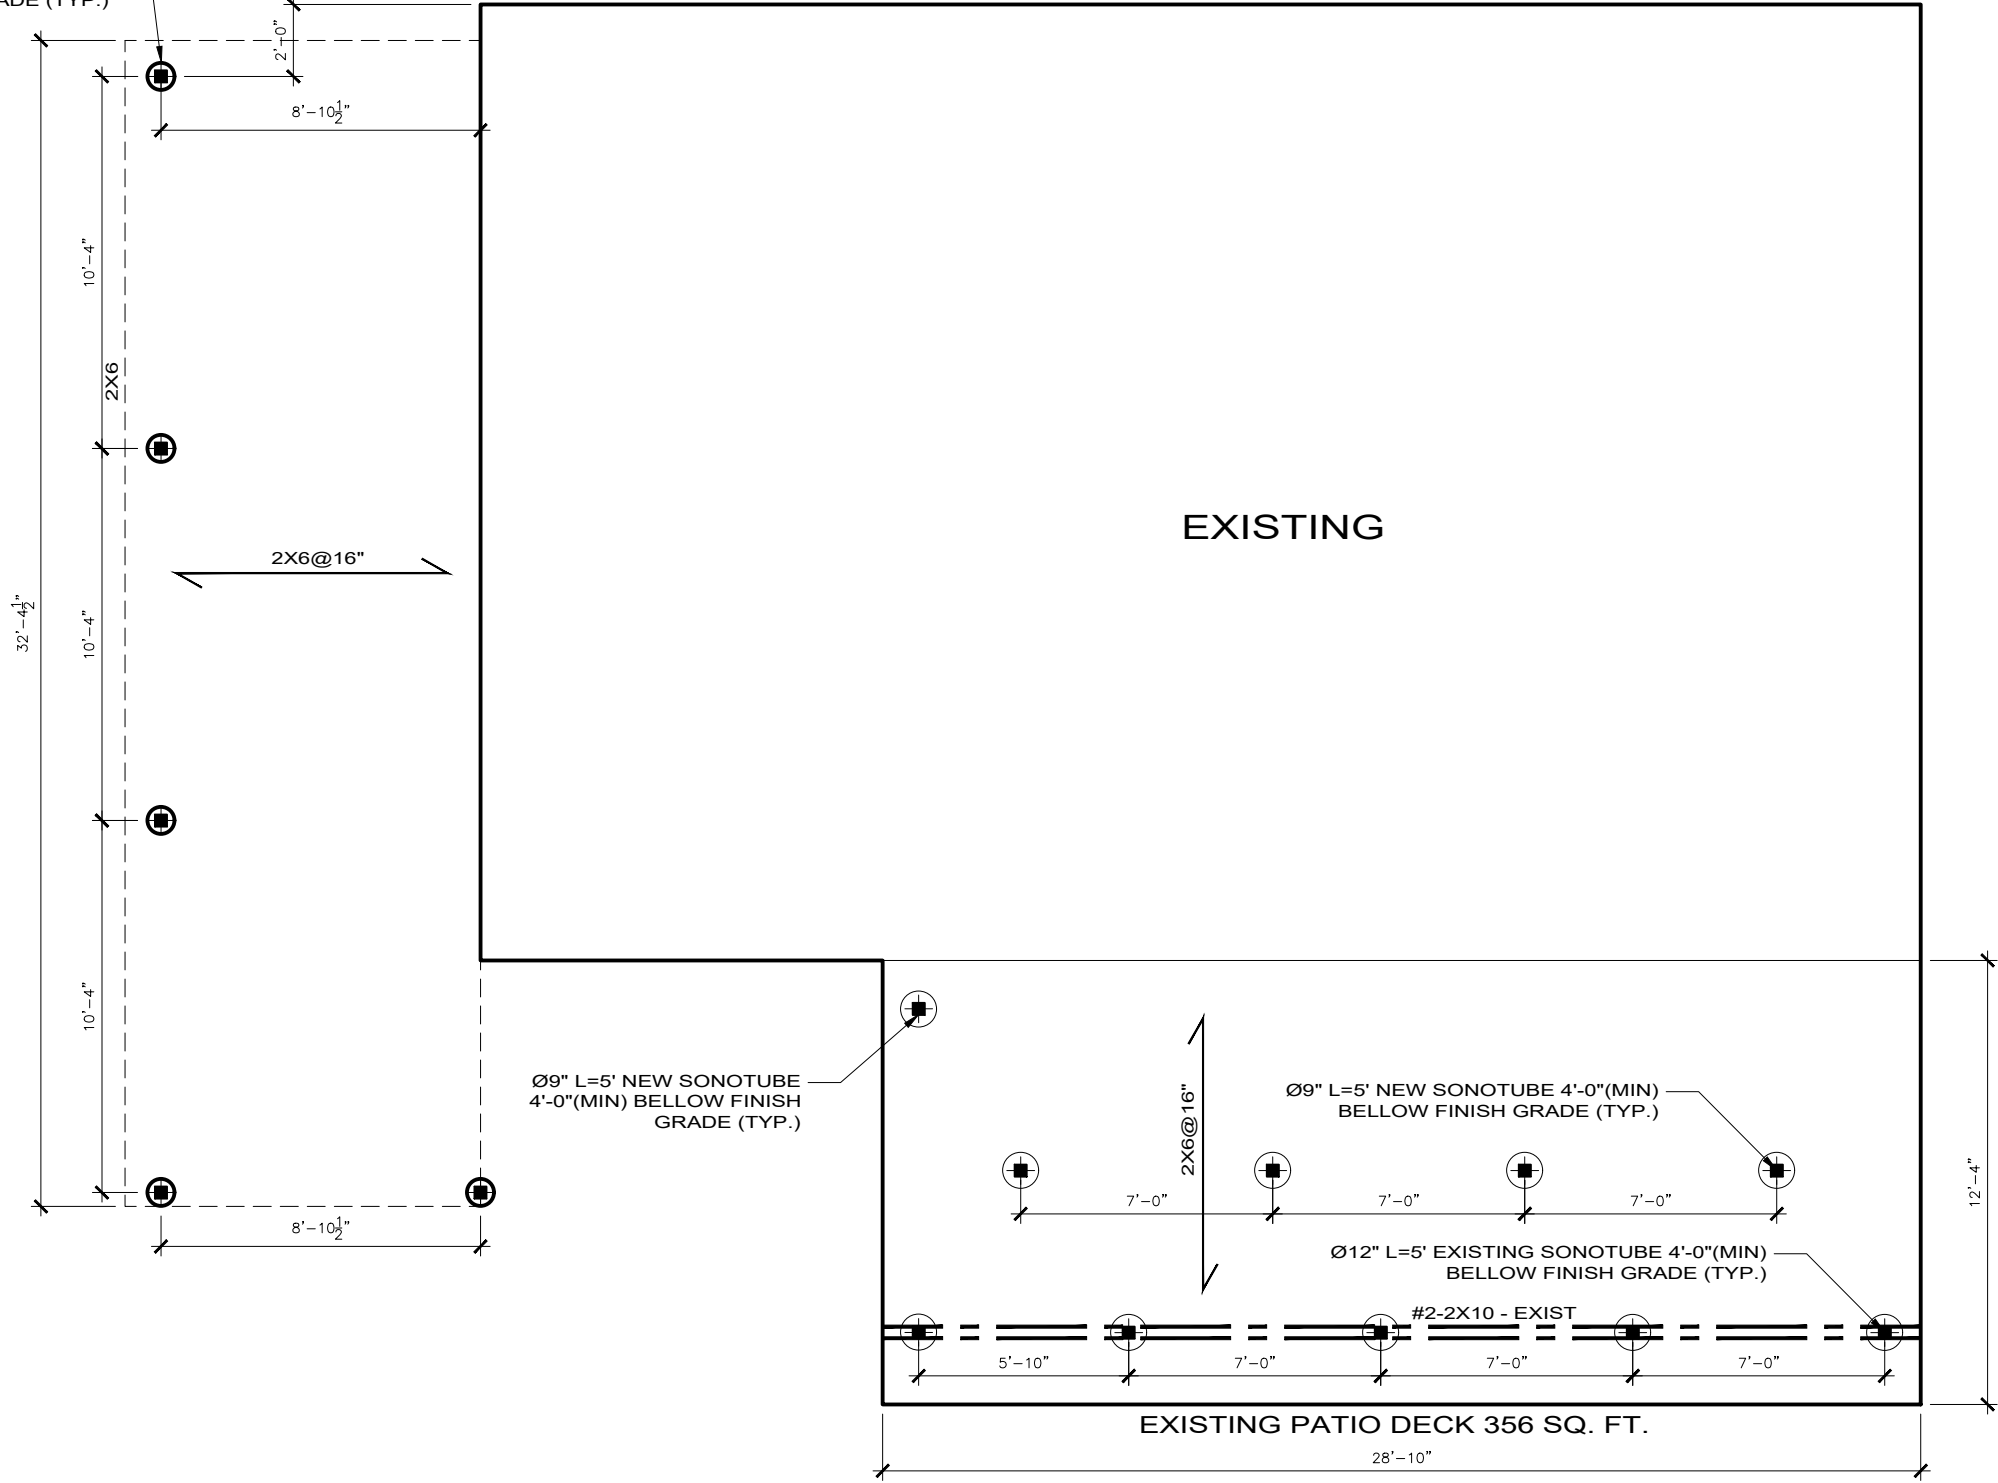 2'-0"
8'-10½"
10'-4"
2X6
EXISTING
2X6@16"
32'-4½"
10'-4"
10'-4"
Ø9" L=5' NEW SONOTUBE
4'-0"(MIN) BELLOW FINISH
GRADE (TYP.)
2X6@16"
Ø9" L=5' NEW SONOTUBE 4'-0"(MIN)
BELLOW FINISH GRADE (TYP.)
12'-4"
7'-0"
7'-0"
7'-0"
8'-10½"
Ø12" L=5' EXISTING SONOTUBE 4'-0"(MIN)
BELLOW FINISH GRADE (TYP.)
#2-2X10 - EXIST
5'-10"
7'-0"
7'-0"
7'-0"
EXISTING PATIO DECK 356 SQ. FT.
28'-10"